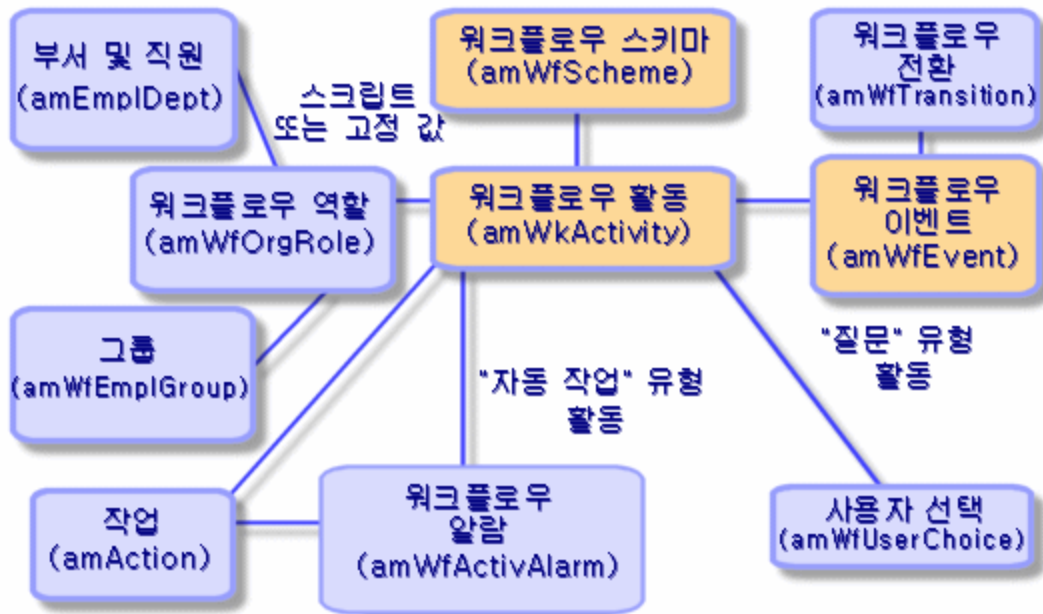 부서 및 직원
(amEmplDept)
워크플로우 스키마
(amWfScheme)
워크플로우
전환
(amWfTransition)
스크립트
또는 고정 값
워크플로우 역할
(amWfOrgRole)
워크플로우 활동
(amWkActivity)
워크플로우
이벤트
(amWfEvent)
그룹
(amWfEmplGroup)
"자동 작업" 유형
활동
"질문" 유형
활동
작업
(amAction)
워크플로우
알람
(amWfActivAlarm)
사용자 선택
(amWfUserChoice)